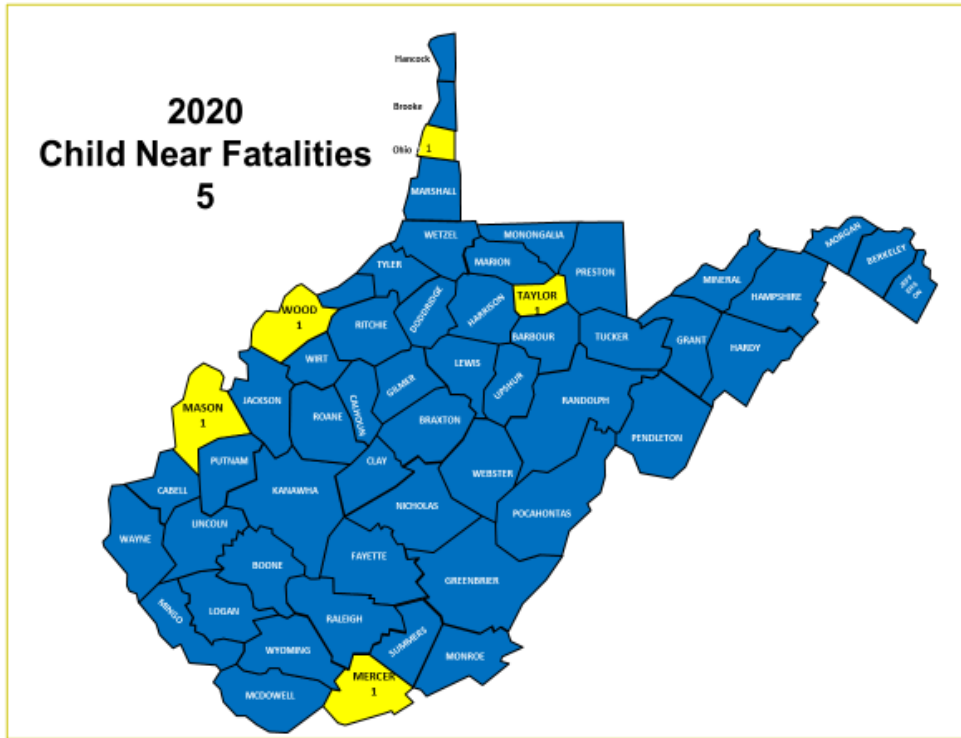 2020
Child Near Fatalities
5
Hancock
Brooke
Ohio
1
MARSHALL
WETZEL
MONONGALIA
MORGAN
BERKELEY
JEFF
ERS
ON
TYLER
MARION
PRESTON
MINERAL
HAMPSHIRE
WOOD
1
RITCHIE
DODDRIDGE
HARRISON
TAYLOR
1
BARBOUR
TUCKER
GRANT
HARDY
WIRT
LEWIS
UPSHUR
GILMER
JACKSON
CALHOUN
RANDOLPH
MASON
1
ROANE
BRAXTON
PENDLETON
PUTNAM
CLAY
WEBSTER
CABELL
KANAWHA
NICHOLAS
POCAHONTAS
LINCOLN
WAYNE
BOONE
FAYETTE
GREENBRIER
MINGO
LOGAN
RALEIGH
SUMMERS
WYOMING
MONROE
MERCER
1
MCDOWELL